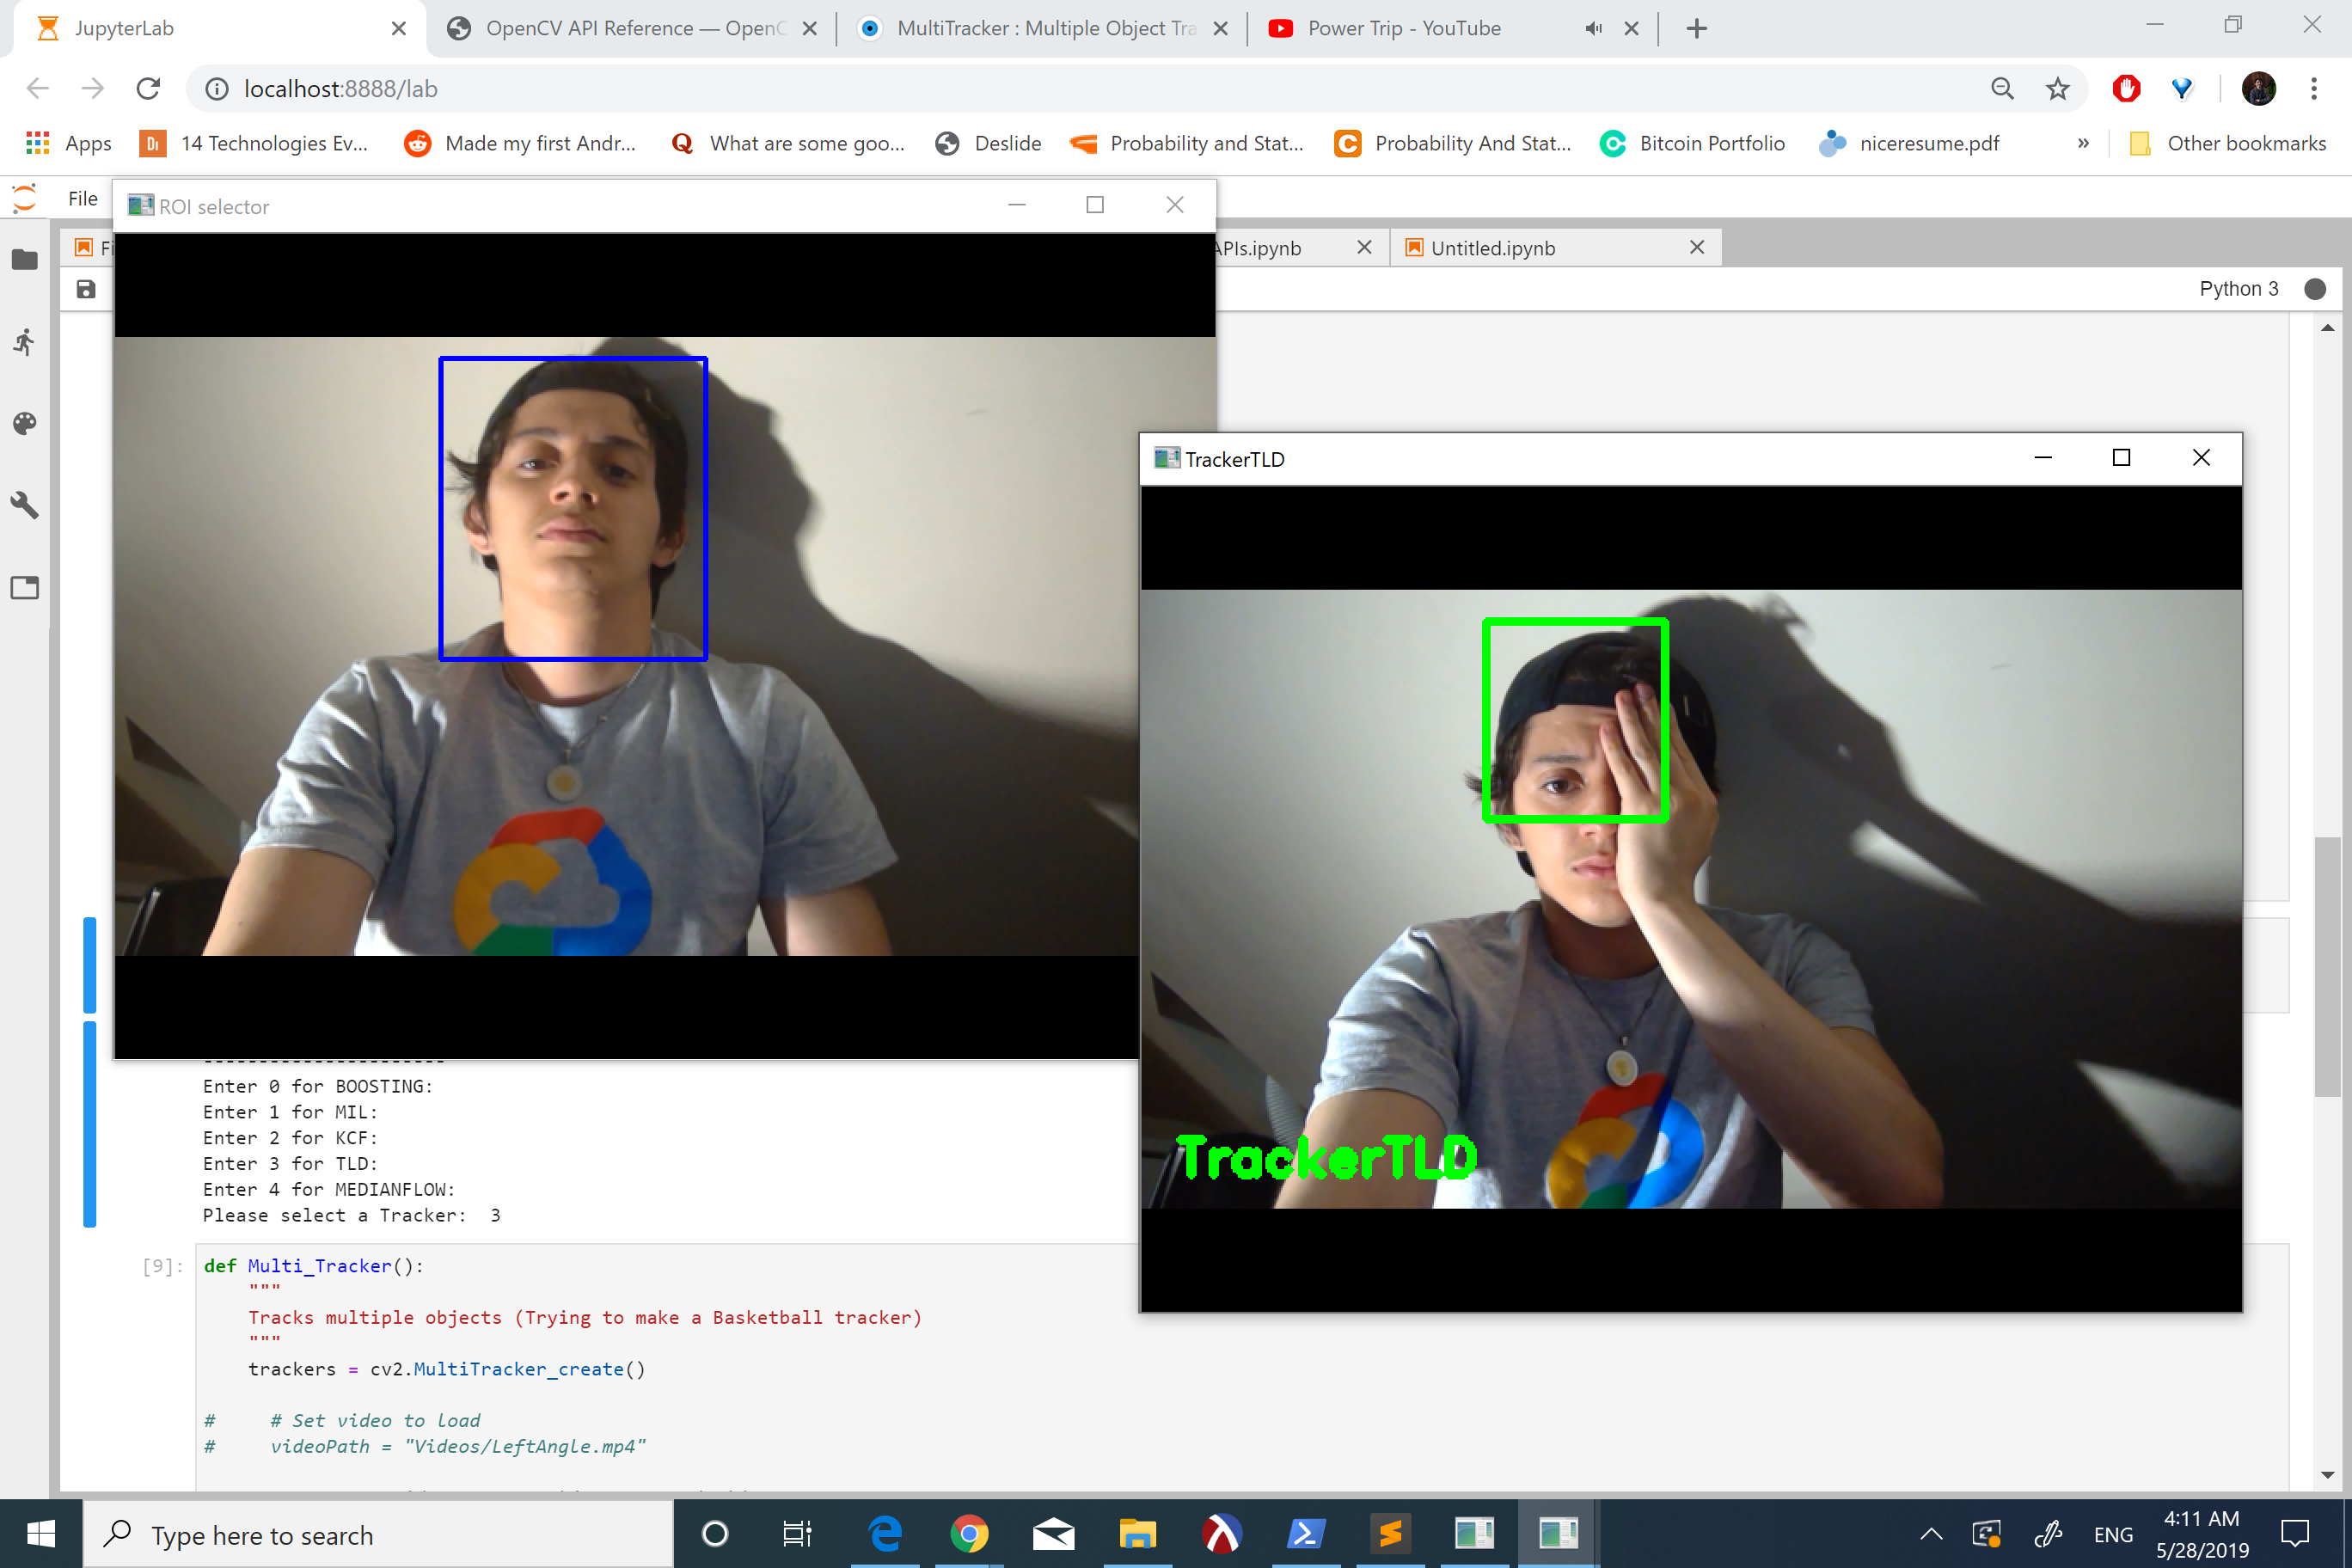 JupyterLab
OpenCV API Reference — OpenC
MultiTracker : Multiple Object Tra
Power Trip - YouTube
localhost:8888/lab
Apps
14 Technologies Ev...
Made my first Andr...
What are some goo...
Deslide
Probability and Stat...
Probability And Stat...
Bitcoin Portfolio
niceresume.pdf
»
Other bookmarks
File
ROI selector
Fi
APIs.ipynb
Untitled.ipynb
Python 3
TrackerTLD
TrackerTLD
----------------------
Enter 0 for BOOSTING:
Enter 1 for MIL:
Enter 2 for KCF:
Enter 3 for TLD:
Enter 4 for MEDIANFLOW:
Please select a Tracker:  3
[9]:
def Multi_Tracker():
"""
Tracks multiple objects (Trying to make a Basketball tracker)
"""
trackers = cv2.MultiTracker_create()
#     # Set video to load
#     videoPath = "Videos/LeftAngle.mp4"
Type here to search
ENG
4:11 AM
5/28/2019